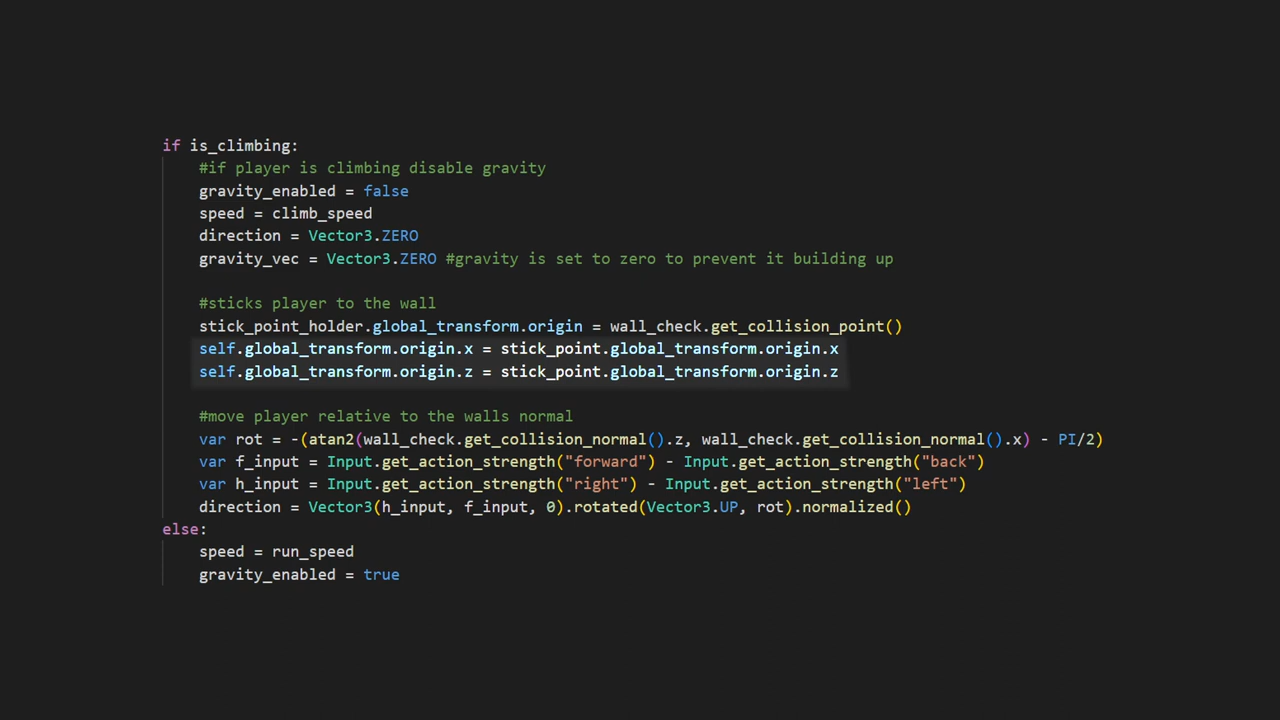 if is_climbing:
    #if player is climbing disable gravity
    gravity_enabled = false
    speed = climb_speed
    direction = Vector3.ZERO
    gravity_vec = Vector3.ZERO #gravity is set to zero to prevent it building up

    #sticks player to the wall
    stick_point_holder.global_transform.origin = wall_check.get_collision_point()
    self.global_transform.origin.x = stick_point.global_transform.origin.x
    self.global_transform.origin.z = stick_point.global_transform.origin.z

    #move player relative to the walls normal
    var rot = -(atan2(wall_check.get_collision_normal().z, wall_check.get_collision_normal().x) - PI/2)
    var f_input = Input.get_action_strength("forward") - Input.get_action_strength("back")
    var h_input = Input.get_action_strength("right") - Input.get_action_strength("left")
    direction = Vector3(h_input, f_input, 0).rotated(Vector3.UP, rot).normalized()
else:
    speed = run_speed
    gravity_enabled = true